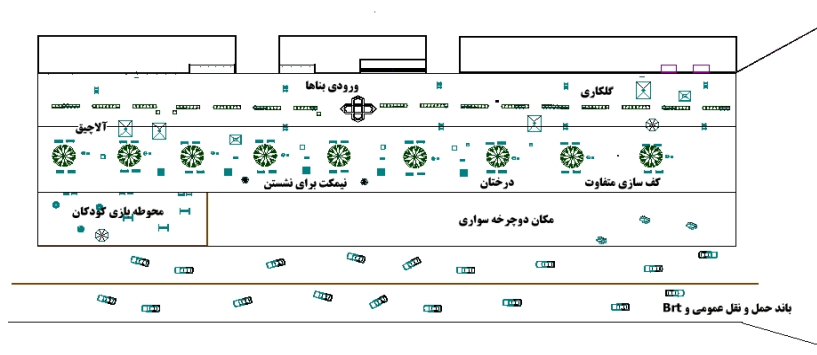 ورودی بناها
گلکاری
آلاچیق
نیمکت برای نشستن
درختان
کف سازی متفاوت
محوطه بازی کودکان
مکان دوچرخه سواری
باند حمل و نقل عمومی و Brt